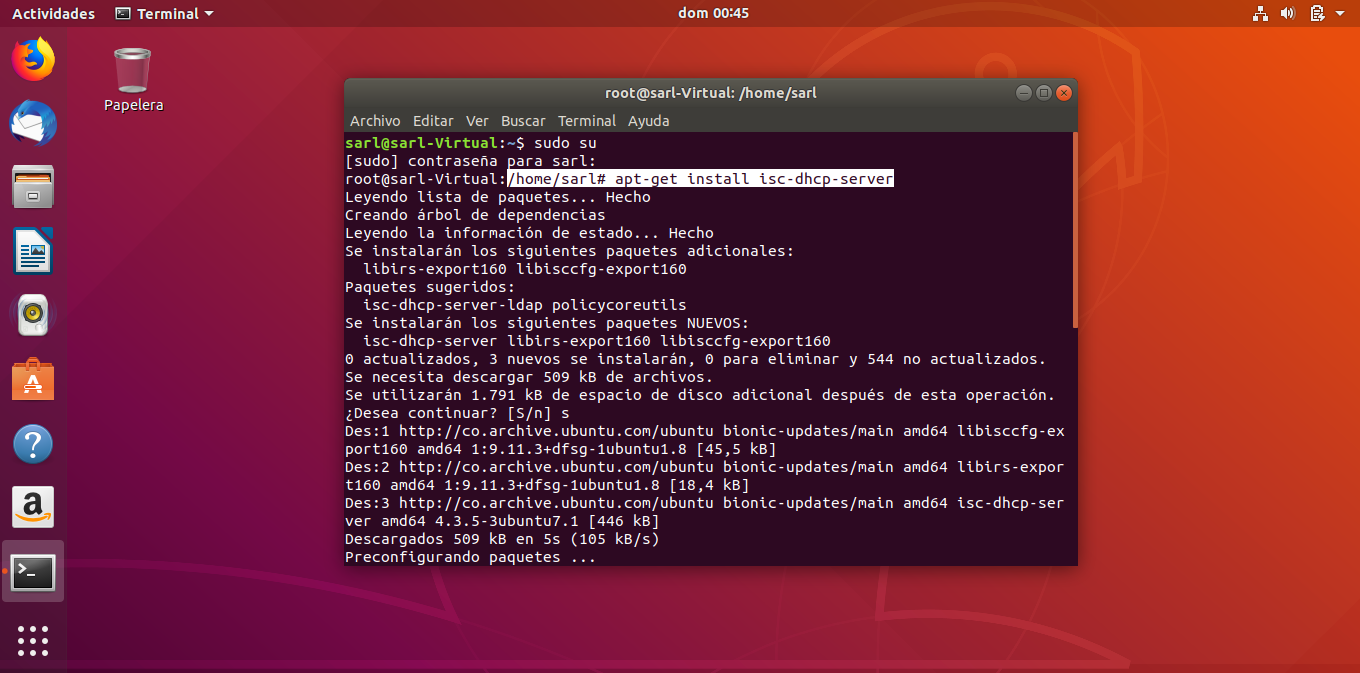 Actividades
Terminal
dom 00:45
Papelera
root@sarl-Virtual: /home/sarl
Archivo Editar Ver Buscar Terminal Ayuda
sarl@sarl-Virtual:~$ sudo su
[sudo] contraseña para sarl:
root@sarl-Virtual:/home/sarl# apt-get install isc-dhcp-server
Leyendo lista de paquetes... Hecho
Creando árbol de dependencias
Leyendo la información de estado... Hecho
Se instalarán los siguientes paquetes adicionales:
  libirs-export160 libisccfg-export160
Paquetes sugeridos:
  isc-dhcp-server-ldap policycoreutils
Se instalarán los siguientes paquetes NUEVOS:
  isc-dhcp-server libirs-export160 libisccfg-export160
0 actualizados, 3 nuevos se instalarán, 0 para eliminar y 544 no actualizados.
Se necesita descargar 509 kB de archivos.
Se utilizarán 1.791 kB de espacio de disco adicional después de esta operación.
¿Desea continuar? [S/n] s
Des:1 http://co.archive.ubuntu.com/ubuntu bionic-updates/main amd64 libisccfg-ex
port160 amd64 1:9.11.3+dfsg-1ubuntu1.8 [45,5 kB]
Des:2 http://co.archive.ubuntu.com/ubuntu bionic-updates/main amd64 libirs-expor
t160 amd64 1:9.11.3+dfsg-1ubuntu1.8 [18,4 kB]
Des:3 http://co.archive.ubuntu.com/ubuntu bionic-updates/main amd64 isc-dhcp-ser
ver amd64 4.3.5-3ubuntu7.1 [446 kB]
Descargados 509 kB en 5s (105 kB/s)
Preconfigurando paquetes ...